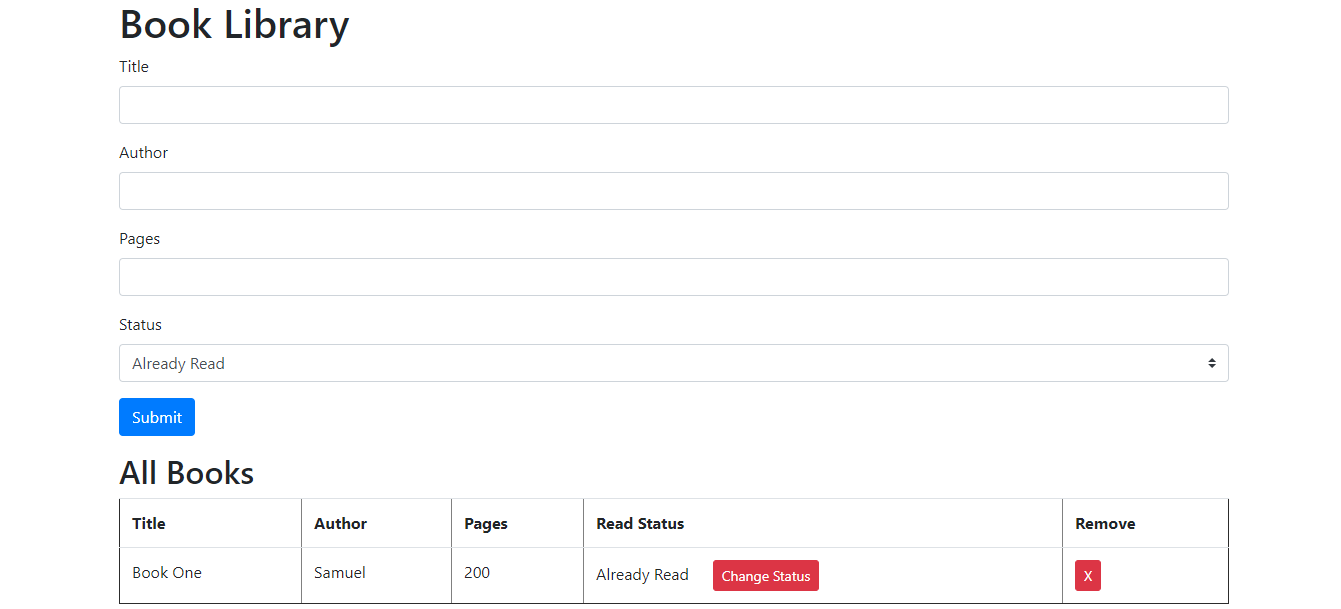 Book Library
Title
Author
Pages
Status
Already Read
Submit
All Books
Title Author Pages Read Status Remove
Book One Samuel 200 Already Read Change Status X